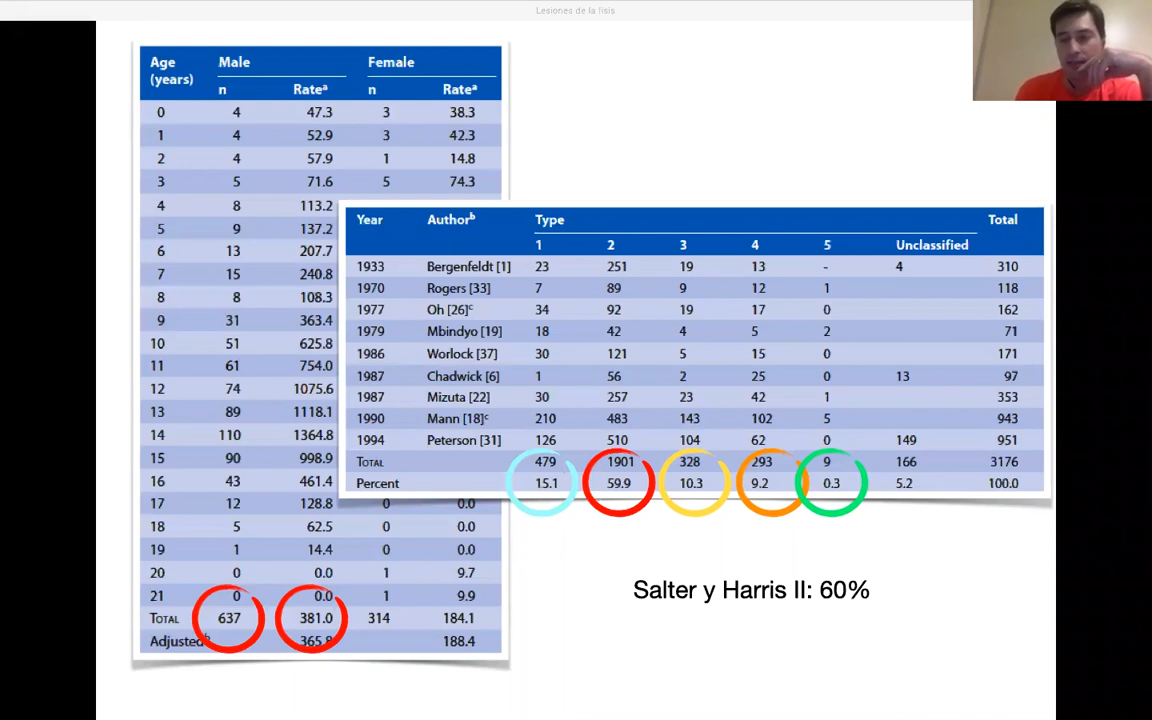 Lesiones de la fisis
Age (years) Male Female
n Rateᵃ n Rateᵃ
0 4 47.3 3 38.3
1 4 52.9 3 42.3
2 4 57.9 1 14.8
3 5 71.6 5 74.3
4 8 113.2
5 9 137.2
6 13 207.7
7 15 240.8
8 8 108.3
9 31 363.4
10 51 625.8
11 61 754.0
12 74 1075.6
13 89 1118.1
14 110 1364.8
15 90 998.9
16 43 461.4
17 12 128.8 0 0.0
18 5 62.5 0 0.0
19 1 14.4 0 0.0
20 0 0.0 1 9.7
21 0 0.0 1 9.9
TOTAL 637 381.0 314 184.1
Adjustedᵇ 365.8 188.4
Year Authorᵇ Type Total
1 2 3 4 5 Unclassified
1933 Bergenfeldt [1] 23 251 19 13 - 4 310
1970 Rogers [33] 7 89 9 12 1 118
1977 Oh [26]ᶜ 34 92 19 17 0 162
1979 Mbindyo [19] 18 42 4 5 2 71
1986 Worlock [37] 30 121 5 15 0 171
1987 Chadwick [6] 1 56 2 25 0 13 97
1987 Mizuta [22] 30 257 23 42 1 353
1990 Mann [18]ᶜ 210 483 143 102 5 943
1994 Peterson [31] 126 510 104 62 0 149 951
TOTAL 479 1901 328 293 9 166 3176
Percent 15.1 59.9 10.3 9.2 0.3 5.2 100.0
Salter y Harris II: 60%